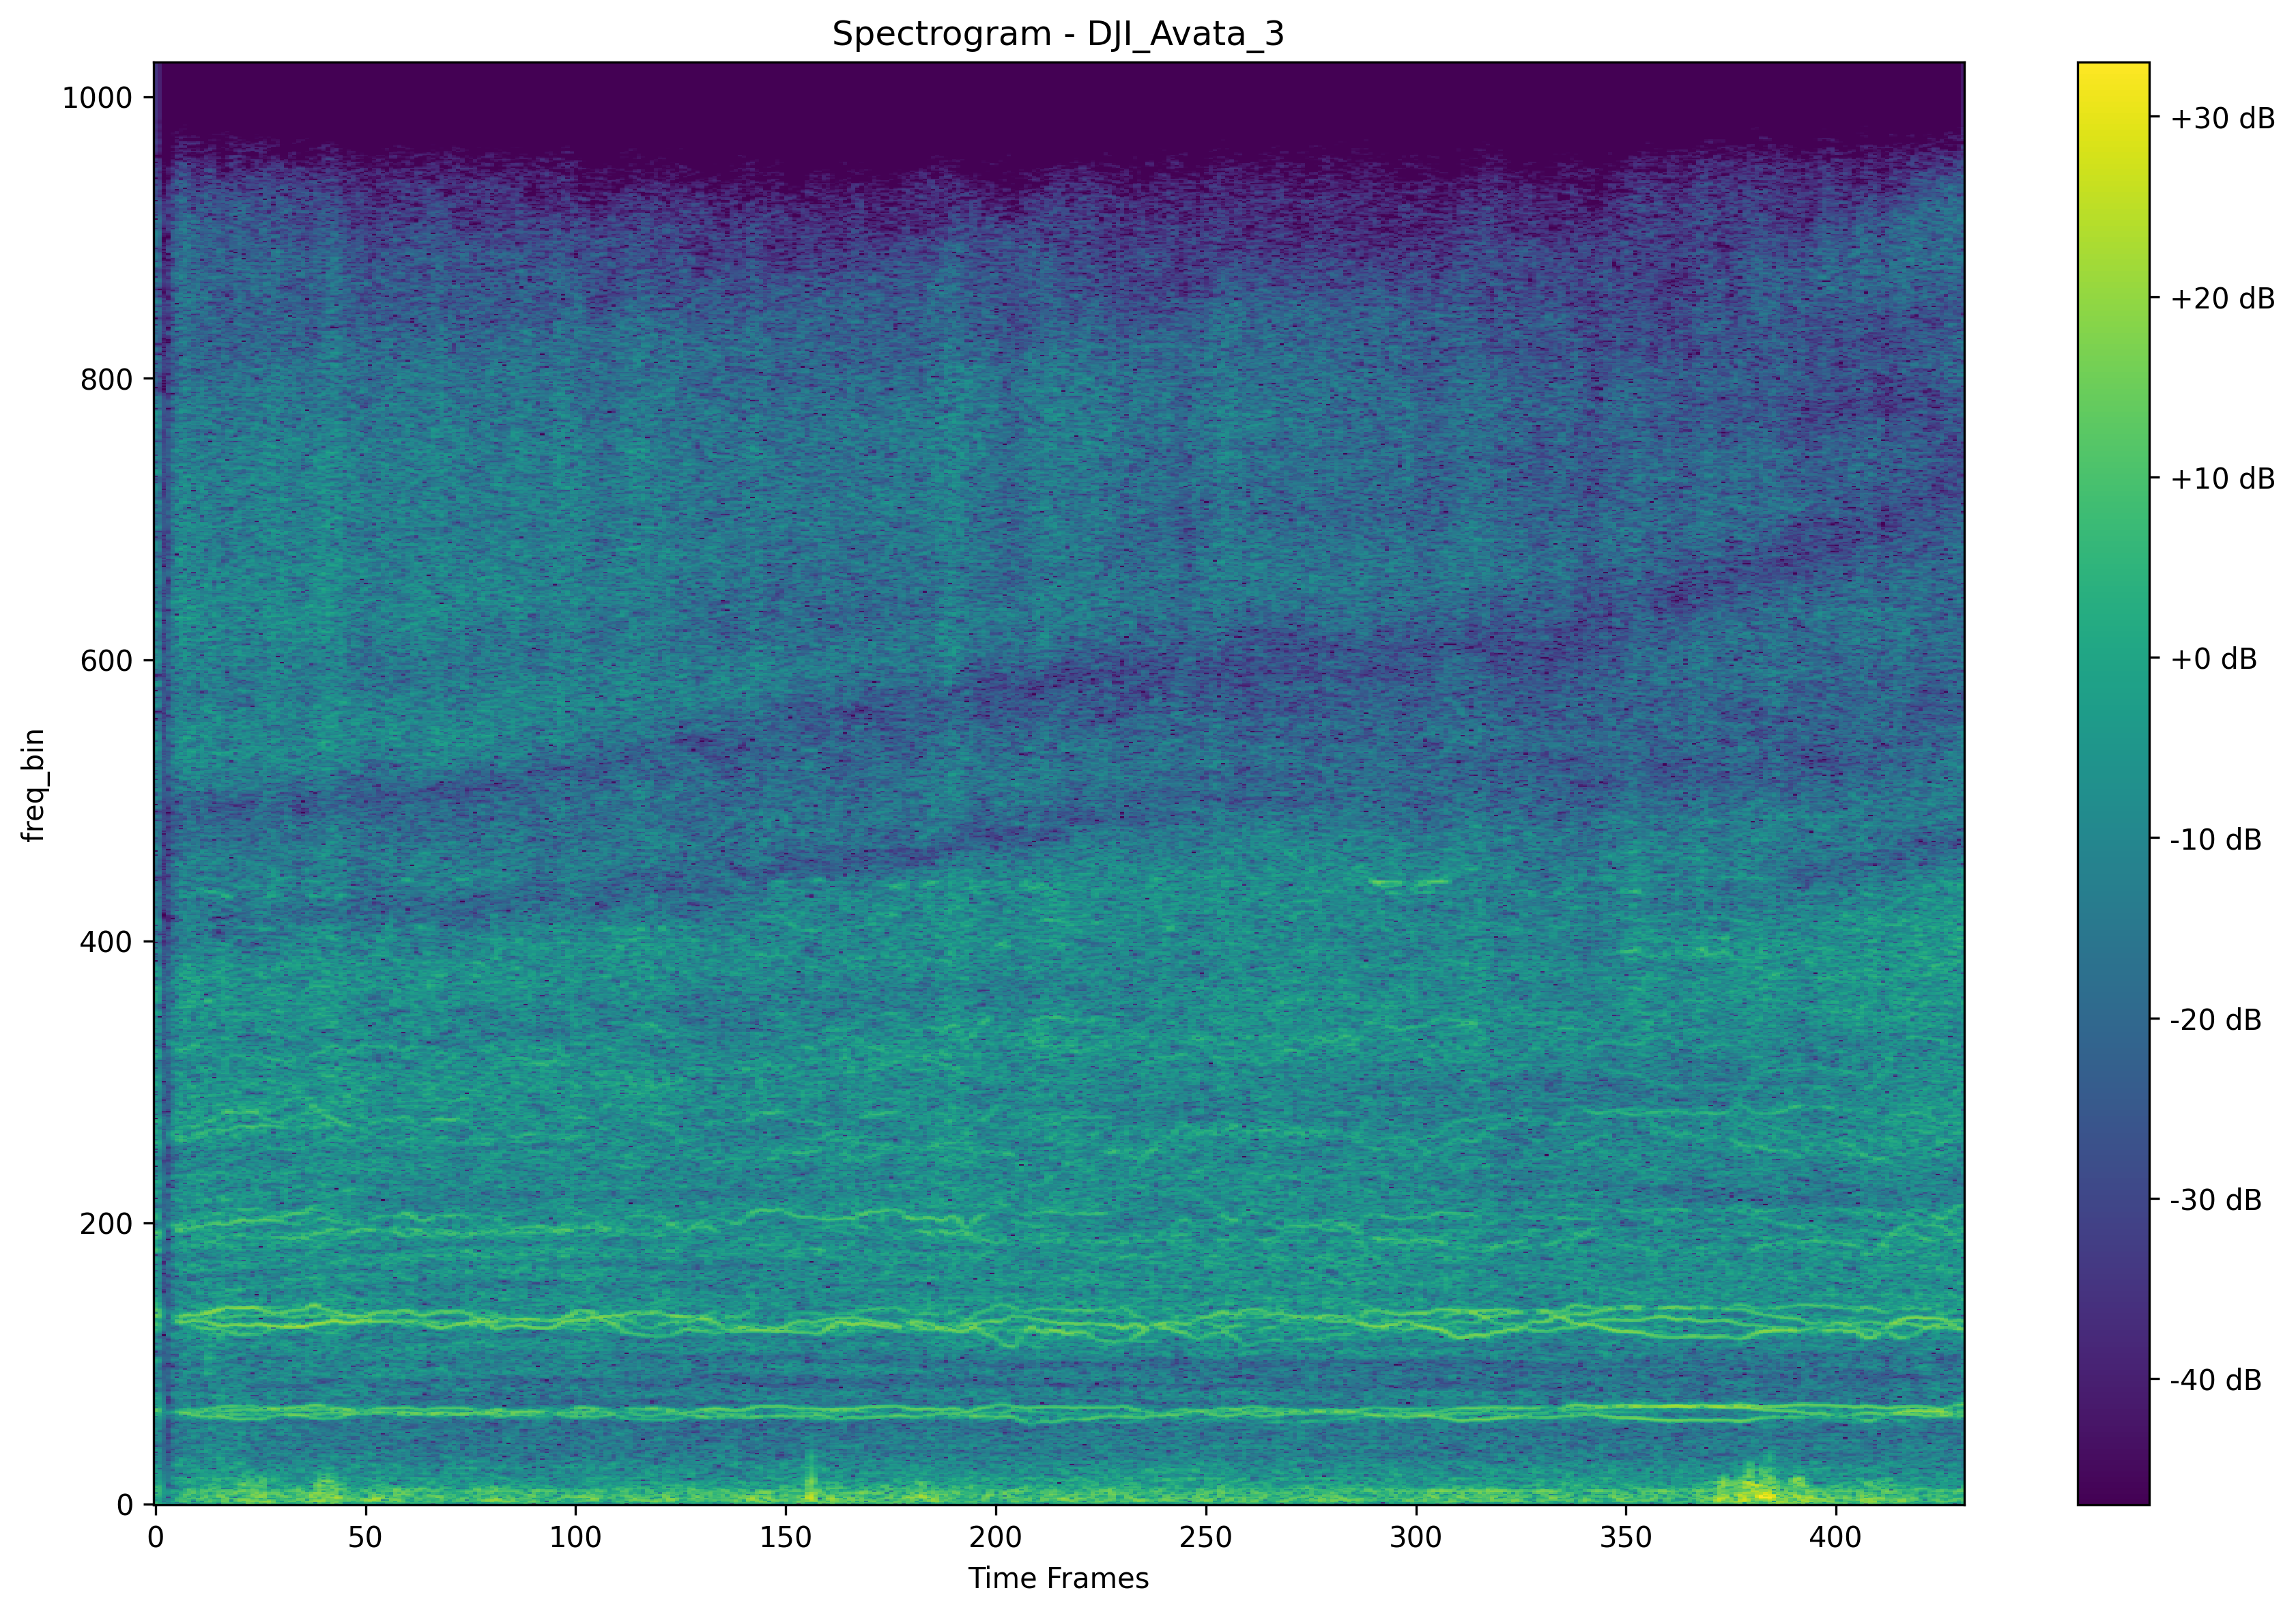 Spectrogram - DJI_Avata_3
1000
800
600
400
200
0
freq_bin
0 50 100 150 200 250 300 350 400
Time Frames
+30 dB
+20 dB
+10 dB
+0 dB
-10 dB
-20 dB
-30 dB
-40 dB